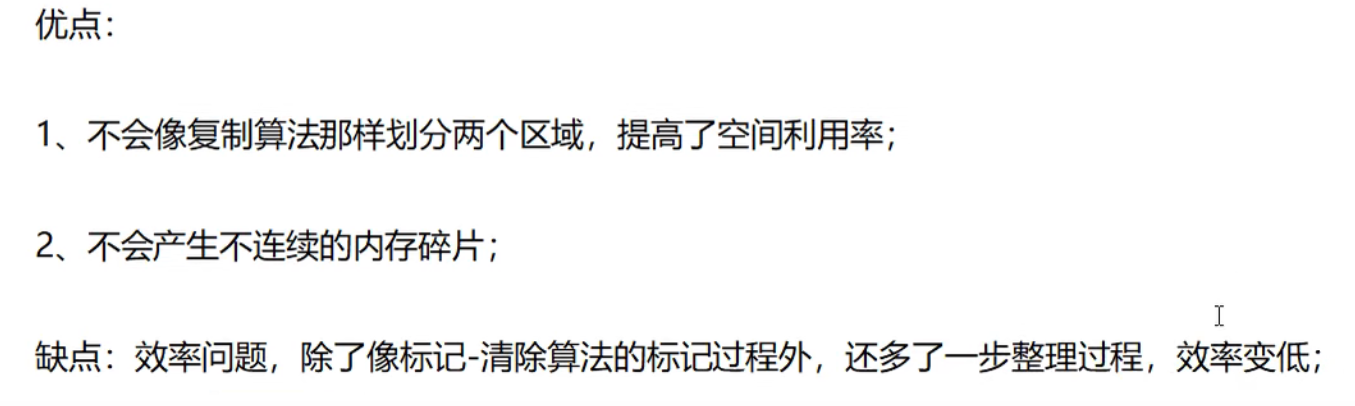 优点：
1、不会像复制算法那样划分两个区域，提高了空间利用率；
2、不会产生不连续的内存碎片；
缺点：效率问题，除了像标记-清除算法的标记过程外，还多了一步整理过程，效率变低；